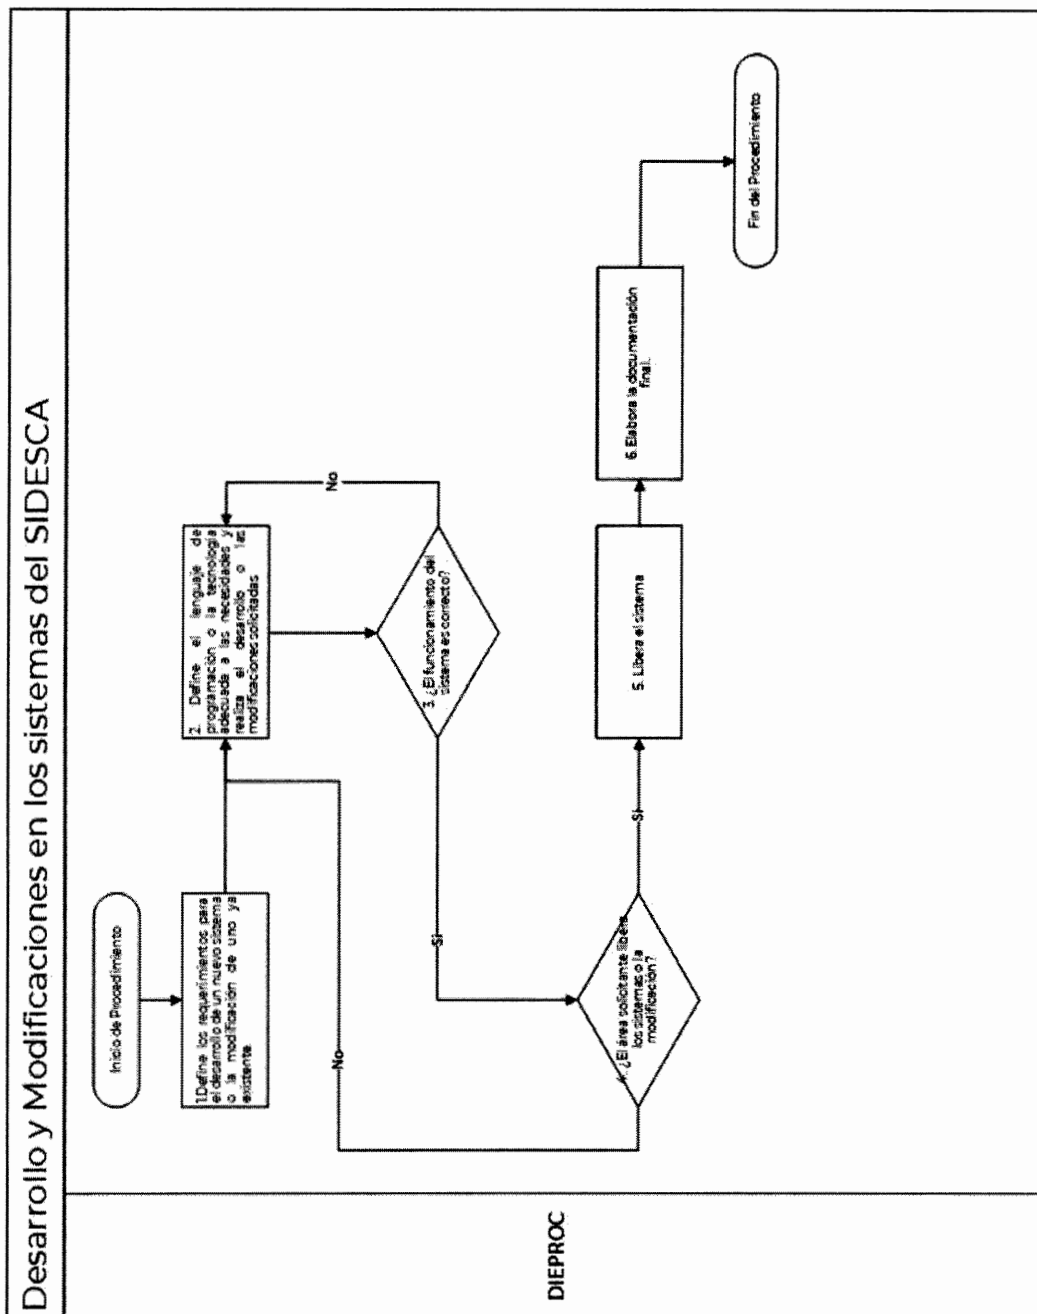 Desarrollo y Modificaciones en los sistemas del SIDESCA
DIEPROC
Inicio de Procedimiento
1.Define los requerimientos para
el desarrollo de un nuevo sistema
o la modificación de uno ya
existente.
2. Define el lenguaje de
programación o la tecnología
adecuada a las necesidades y
realiza el desarrollo o las
modificaciones solicitadas
No
3. ¿El funcionamiento del
sistema es correcto?
Si
No
4. ¿El área solicitante libera
los sistemas o la
modificación?
Si
5. Libera el sistema
6. Elabora la documentación
final.
Fin del Procedimiento